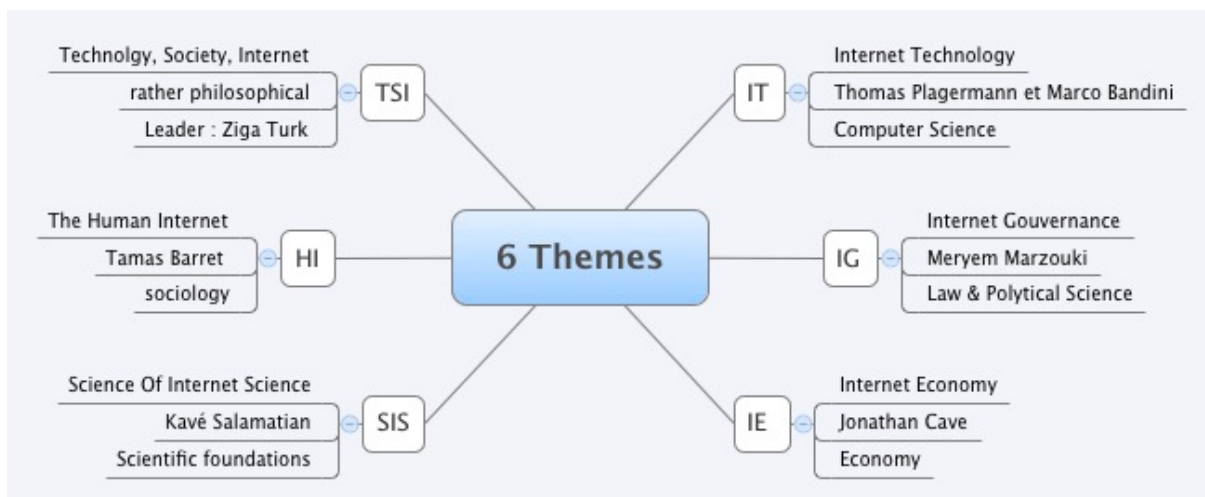 6 Themes
TSI
Technolgy, Society, Internet
rather philosophical
Leader : Ziga Turk
HI
The Human Internet
Tamas Barret
sociology
SIS
Science Of Internet Science
Kavé Salamatian
Scientific foundations
IT
Internet Technology
Thomas Plagermann et Marco Bandini
Computer Science
IG
Internet Gouvernance
Meryem Marzouki
Law & Polytical Science
IE
Internet Economy
Jonathan Cave
Economy